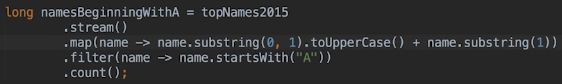 long namesBeginningWithA = topNames2015
.stream()
.map(name -> name.substring(0, 1).toUpperCase() + name.substring(1))
.filter(name -> name.startsWith("A"))
.count();